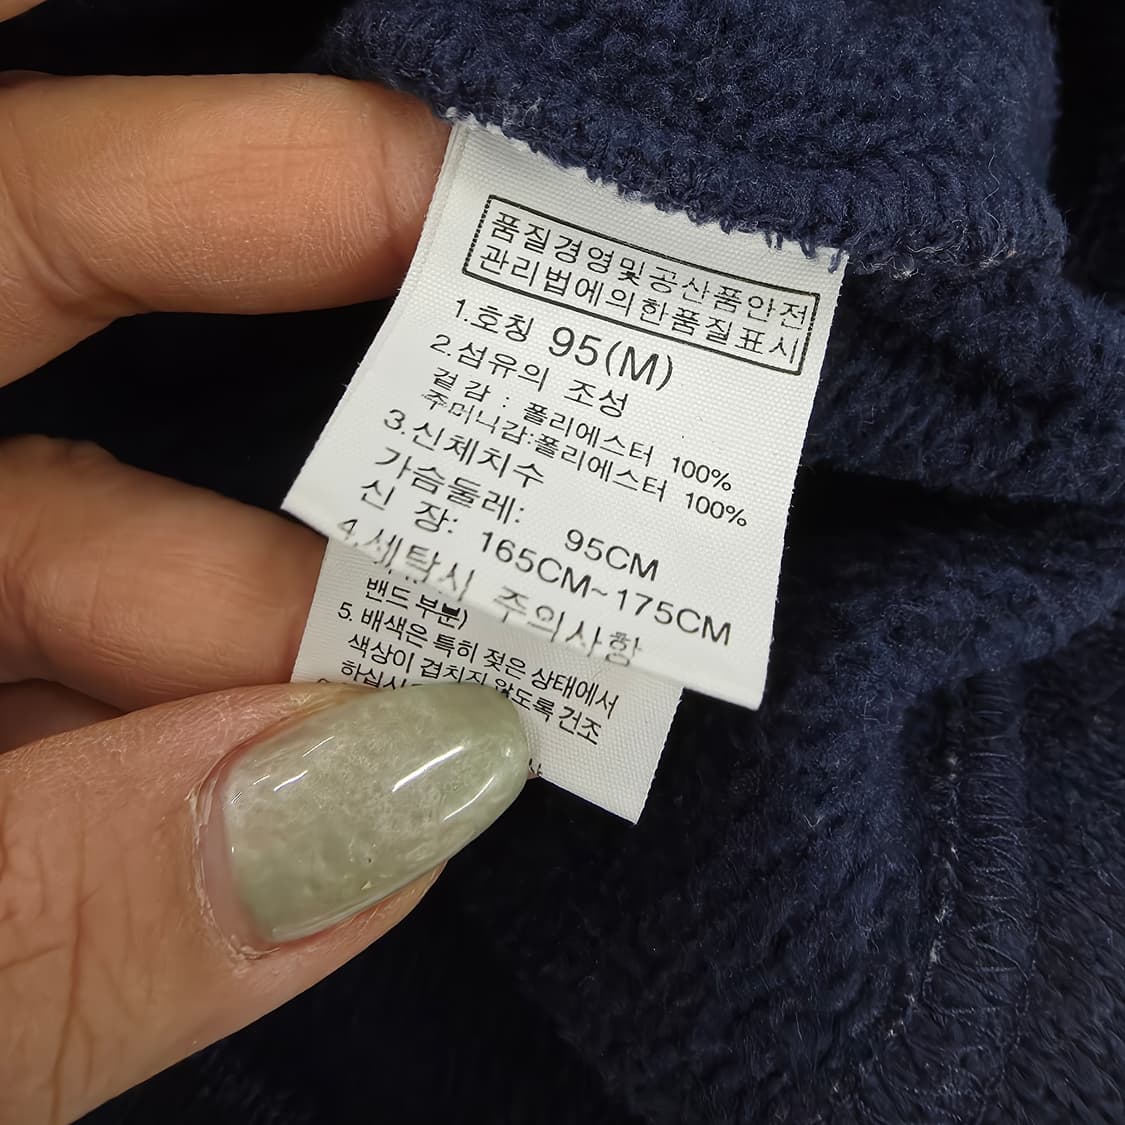 품질경영및공산품안전
관리법에의한품질표시
1.호칭 95(M)
2.섬유의 조성
겉감 : 폴리에스터 100%
주머니감:폴리에스터 100%
3.신체치수
가슴둘레: 95CM
신 장: 165CM~175CM
4.세탁시 주의사항
밴드 부분)
5. 배색은 특히 젖은 상태에서
색상이 겹치지 않도록 건조
하십시